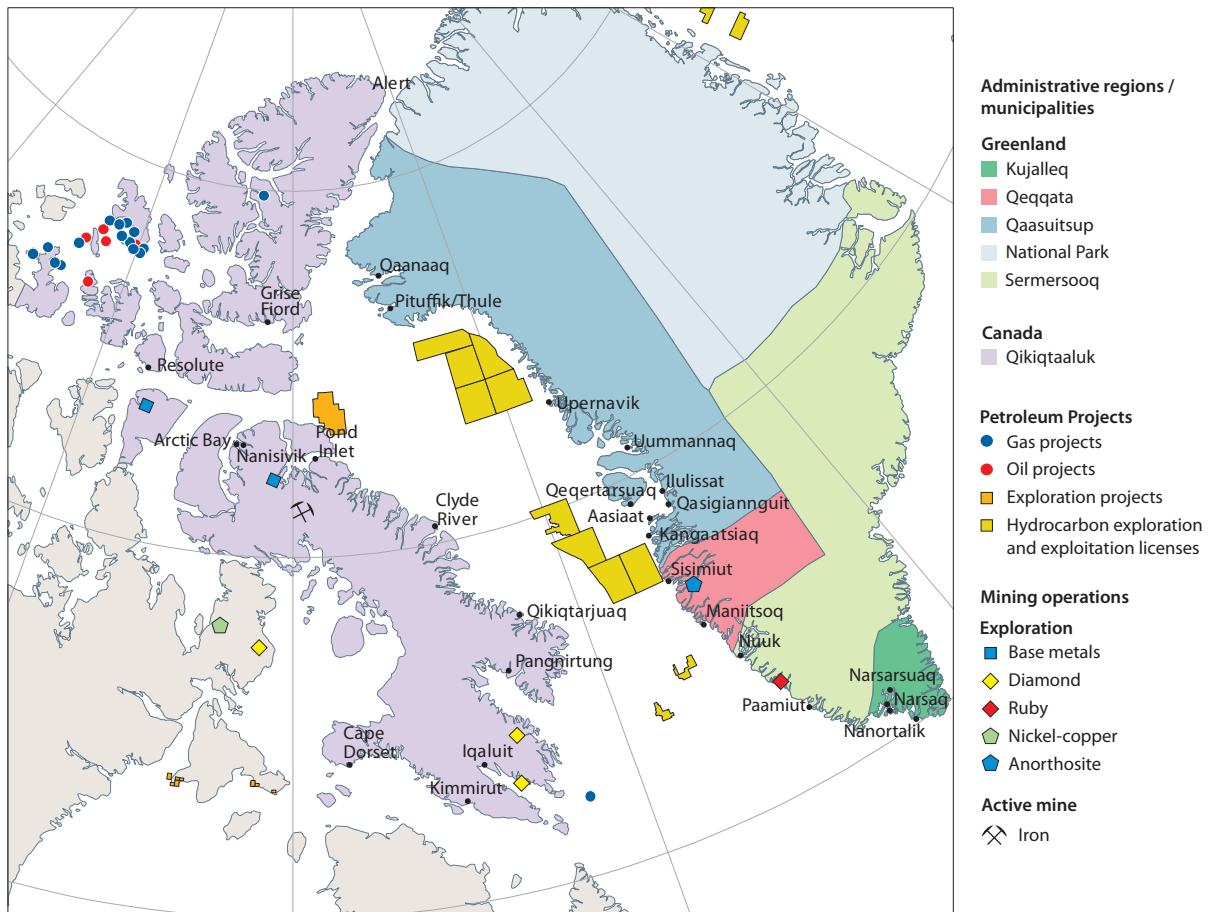 Alert
Qaanaaq
Grise
Fiord
Pituffik/Thule
Resolute
Upernavik
Arctic Bay
Pond
Inlet
Nanisivik
Uummannaq
Ilulissat
Qeqertarsuaq
Clyde
River
Qasigiannguit
Aasiaat
Kangaatsiaq
Sisimiut
Qikiqtarjuaq
Maniitsoq
Nuuk
Pangnirtung
Narsarsuaq
Narsaq
Paamiut
Nanortalik
Cape
Dorset
Iqaluit
Kimmirut
Administrative regions /
municipalities
Greenland
Kujalleq
Qeqqata
Qaasuitsup
National Park
Sermersooq
Canada
Qikiqtaaluk
Petroleum Projects
Gas projects
Oil projects
Exploration projects
Hydrocarbon exploration
and exploitation licenses
Mining operations
Exploration
Base metals
Diamond
Ruby
Nickel-copper
Anorthosite
Active mine
Iron